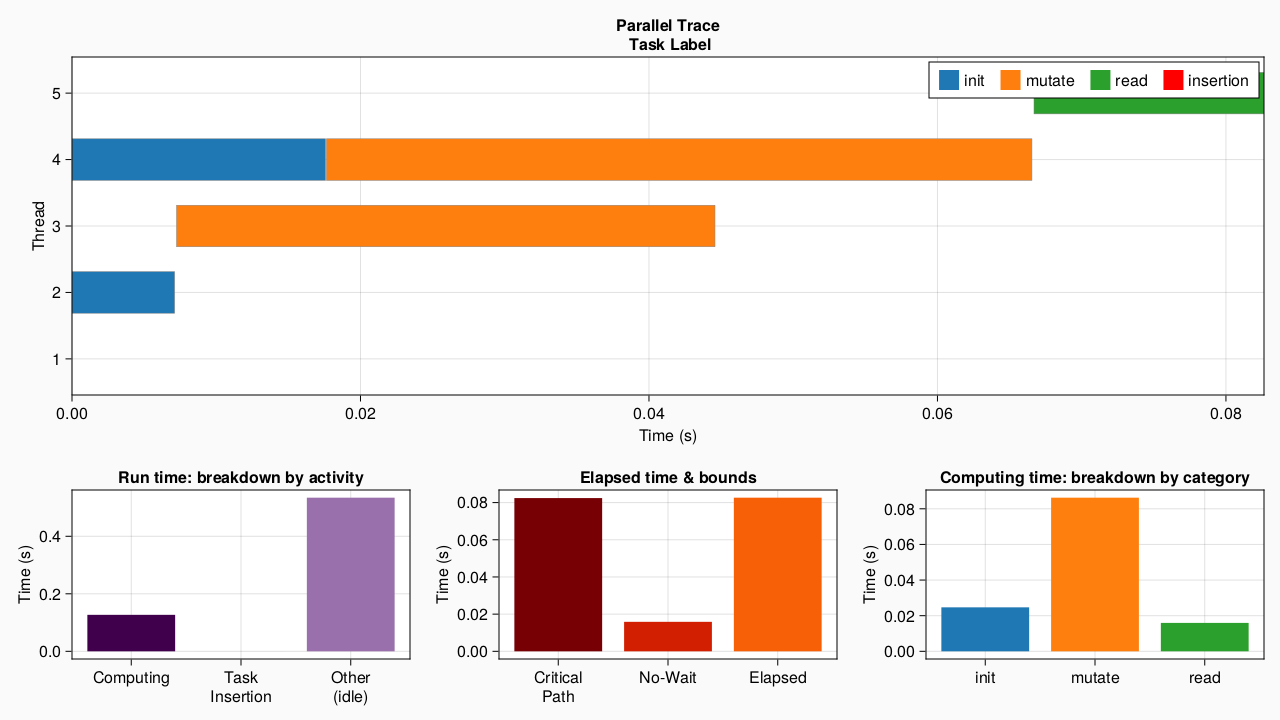 Parallel Trace
Task Label
init mutate read insertion
5
4
3
2
1
Thread
0.00 0.02 0.04 0.06 0.08
Time (s)
Run time: breakdown by activity
0.4
0.2
0.0
Time (s)
Computing Task Insertion Other (idle)
Elapsed time & bounds
0.08
0.06
0.04
0.02
0.00
Time (s)
Critical Path No-Wait Elapsed
Computing time: breakdown by category
0.08
0.06
0.04
0.02
0.00
Time (s)
init mutate read